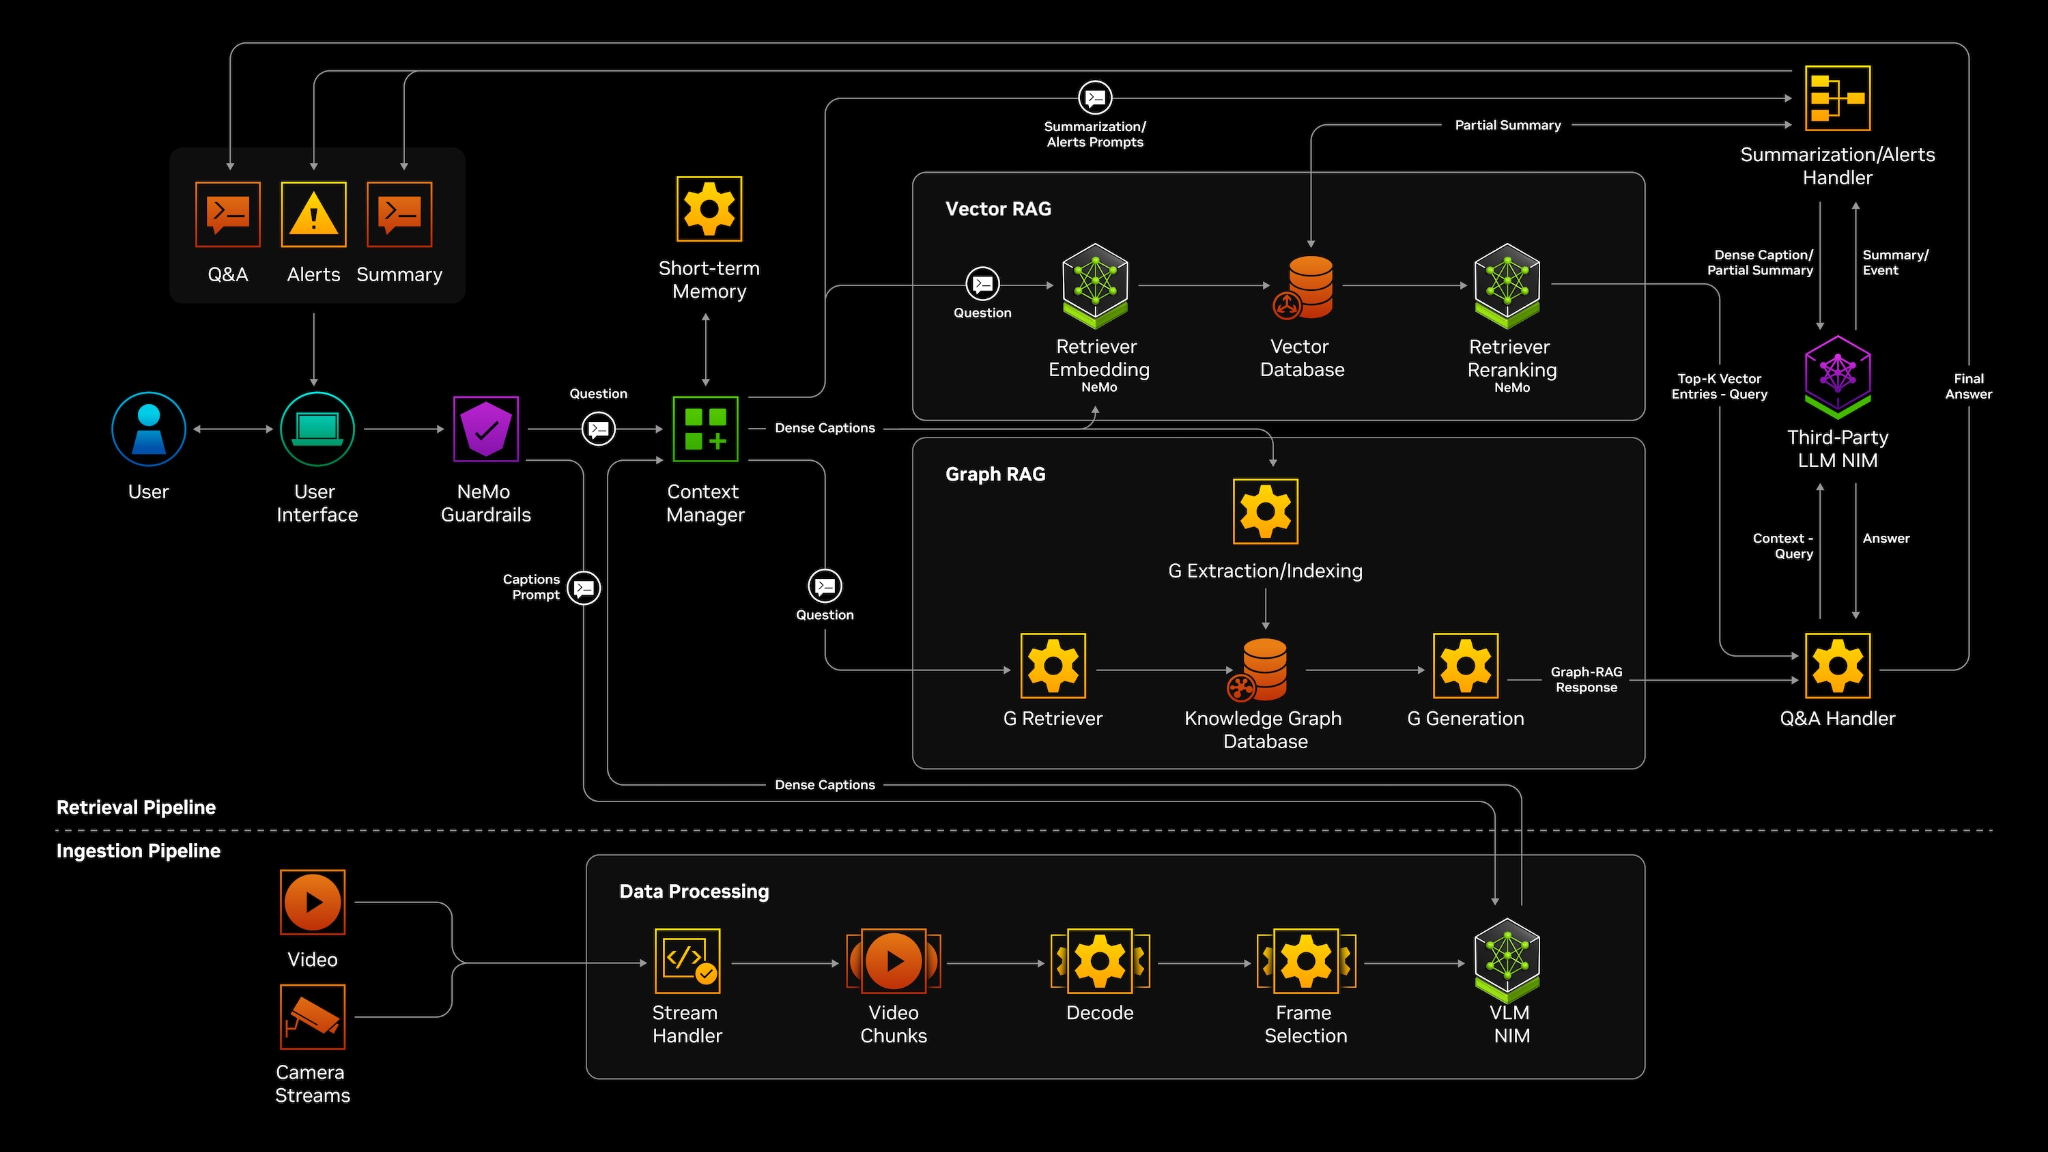 Summarization/
Alerts Prompts
Partial Summary
Summarization/Alerts
Handler
Q&A
Alerts
Summary
Short-term
Memory
Vector RAG
Question
Retriever
Embedding
NeMo
Vector
Database
Retriever
Reranking
NeMo
Dense Caption/
Partial Summary
Summary/
Event
Top-K Vector
Entries - Query
Final
Answer
Third-Party
LLM NIM
User
User
Interface
NeMo
Guardrails
Question
Context
Manager
Dense Captions
Graph RAG
G Extraction/Indexing
Captions
Prompt
Question
G Retriever
Knowledge Graph
Database
G Generation
Graph-RAG
Response
Context -
Query
Answer
Q&A Handler
Dense Captions
Retrieval Pipeline
Ingestion Pipeline
Video
Camera
Streams
Data Processing
Stream
Handler
Video
Chunks
Decode
Frame
Selection
VLM
NIM